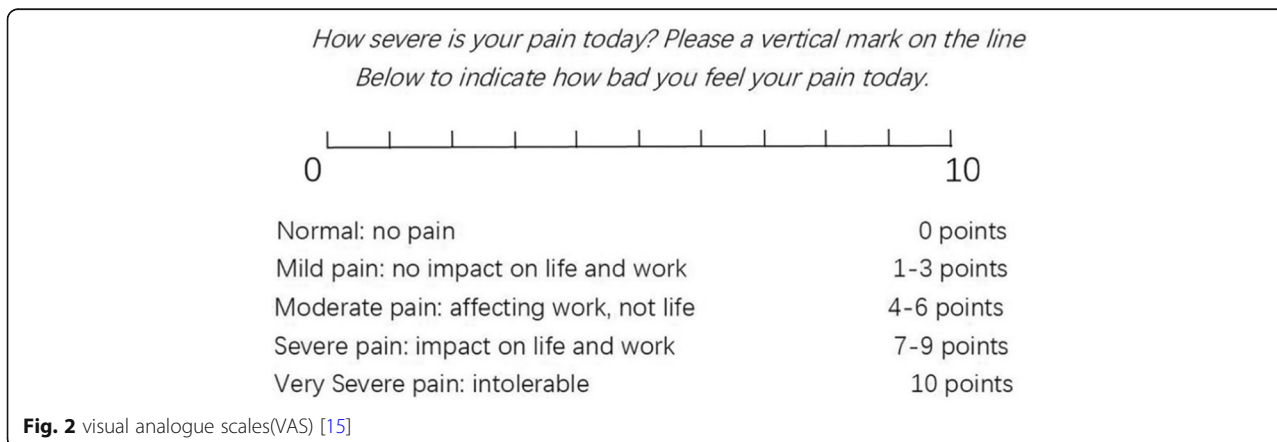 How severe is your pain today? Please a vertical mark on the line
Below to indicate how bad you feel your pain today.
0 10
Normal: no pain 0 points
Mild pain: no impact on life and work 1-3 points
Moderate pain: affecting work, not life 4-6 points
Severe pain: impact on life and work 7-9 points
Very Severe pain: intolerable 10 points
Fig. 2 visual analogue scales(VAS) [15]